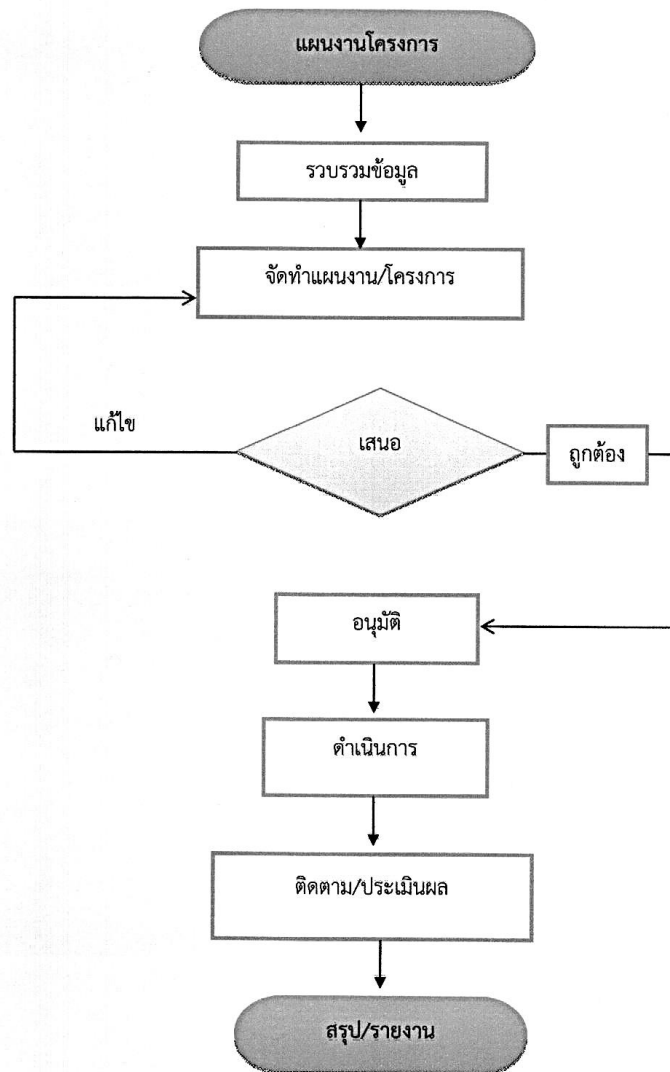 แผนงานโครงการ
รวบรวมข้อมูล
จัดทำแผนงาน/โครงการ
แก้ไข
เสนอ
ถูกต้อง
อนุมัติ
ดำเนินการ
ติดตาม/ประเมินผล
สรุป/รายงาน